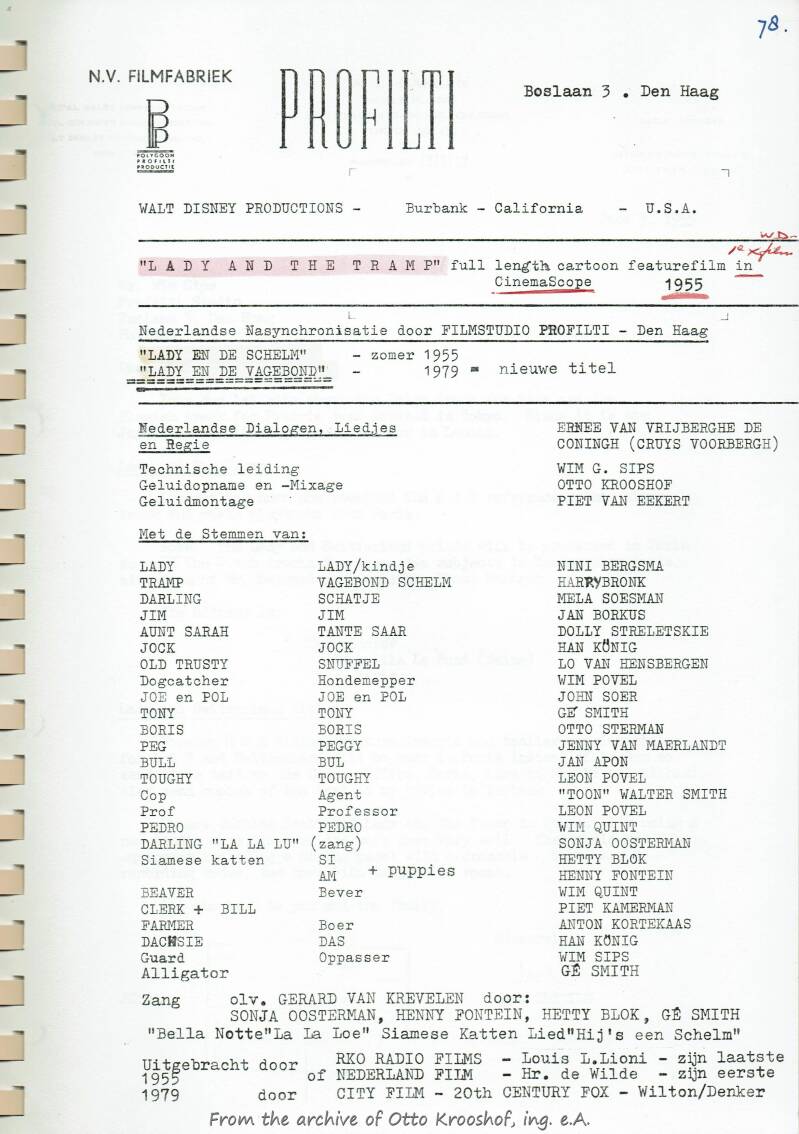 78.
N.V. FILMFABRIEK PROFILTI Boslaan 3 . Den Haag
POLYGOON
PROFILTI
PRODUCTIE
WALT DISNEY PRODUCTIONS - Burbank - California - U.S.A.
WD-
1e x film
"L A D Y A N D T H E T R A M P" full length cartoon featurefilm in
CinemaScope 1955
Nederlandse Nasynchronisatie door FILMSTUDIO PROFILTI - Den Haag
"LADY EN DE SCHELM" - zomer 1955
"LADY EN DE VAGEBOND" - 1979 = nieuwe titel
Nederlandse Dialogen, Liedjes ERNEE VAN VRIJBERGHE DE
en Regie CONINGH (CRUYS VOORBERGH)
Technische leiding WIM G. SIPS
Geluidopname en -Mixage OTTO KROOSHOF
Geluidmontage PIET VAN EEKERT
Met de Stemmen van:
LADY LADY/kindje NINI BERGSMA
TRAMP VAGEBOND SCHELM HARRYBRONK
DARLING SCHATJE MELA SOESMAN
JIM JIM JAN BORKUS
AUNT SARAH TANTE SAAR DOLLY STRELETSKIE
JOCK JOCK HAN KÖNIG
OLD TRUSTY SNUFFEL LO VAN HENSBERGEN
Dogcatcher Hondemepper WIM POVEL
JOE en POL JOE en POL JOHN SOER
TONY TONY GÉ SMITH
BORIS BORIS OTTO STERMAN
PEG PEGGY JENNY VAN MAERLANDT
BULL BUL JAN APON
TOUGHY TOUGHY LEON POVEL
Cop Agent "TOON" WALTER SMITH
Prof Professor LEON POVEL
PEDRO PEDRO WIM QUINT
DARLING "LA LA LU" (zang) SONJA OOSTERMAN
Siamese katten SI HETTY BLOK
AM + puppies HENNY FONTEIN
BEAVER Bever WIM QUINT
CLERK + BILL PIET KAMERMAN
FARMER Boer ANTON KORTEKAAS
DACHSIE DAS HAN KÖNIG
Guard Oppasser WIM SIPS
Alligator GÉ SMITH
Zang olv. GERARD VAN KREVELEN door:
SONJA OOSTERMAN, HENNY FONTEIN, HETTY BLOK, GÉ SMITH
"Bella Notte"La La Loe" Siamese Katten Lied"Hij's een Schelm"
Uitgebracht door RKO RADIO FILMS - Louis L.Lioni - zijn laatste
1955 of NEDERLAND FILM - Hr. de Wilde - zijn eerste
1979 door CITY FILM - 20th CENTURY FOX - Wilton/Denker
From the archive of Otto Krooshof, ing. e.A.